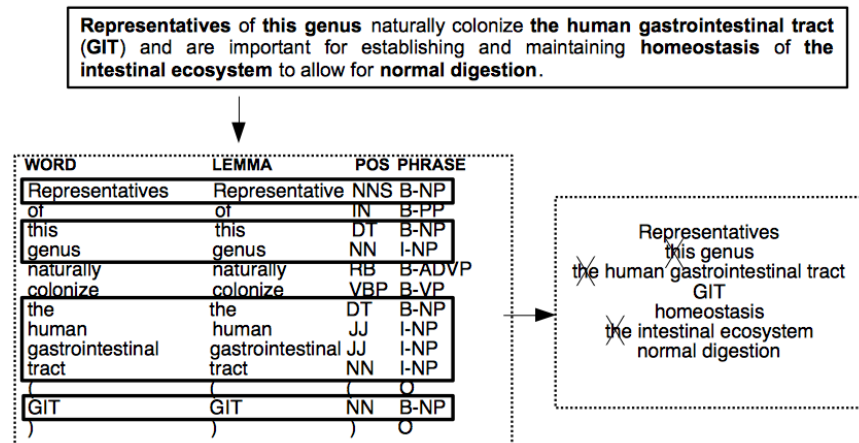 Representatives of this genus naturally colonize the human gastrointestinal tract
(GIT) and are important for establishing and maintaining homeostasis of the
intestinal ecosystem to allow for normal digestion.
WORD LEMMA POS PHRASE
Representatives Representative NNS B-NP
of of IN B-PP
this this DT B-NP
genus genus NN I-NP
naturally naturally RB B-ADVP
colonize colonize VBP B-VP
the the DT B-NP
human human JJ I-NP
gastrointestinal gastrointestinal JJ I-NP
tract tract NN I-NP
( ( ( O
GIT GIT NN B-NP
) ) ) O
Representatives
this genus
the human gastrointestinal tract
GIT
homeostasis
the intestinal ecosystem
normal digestion